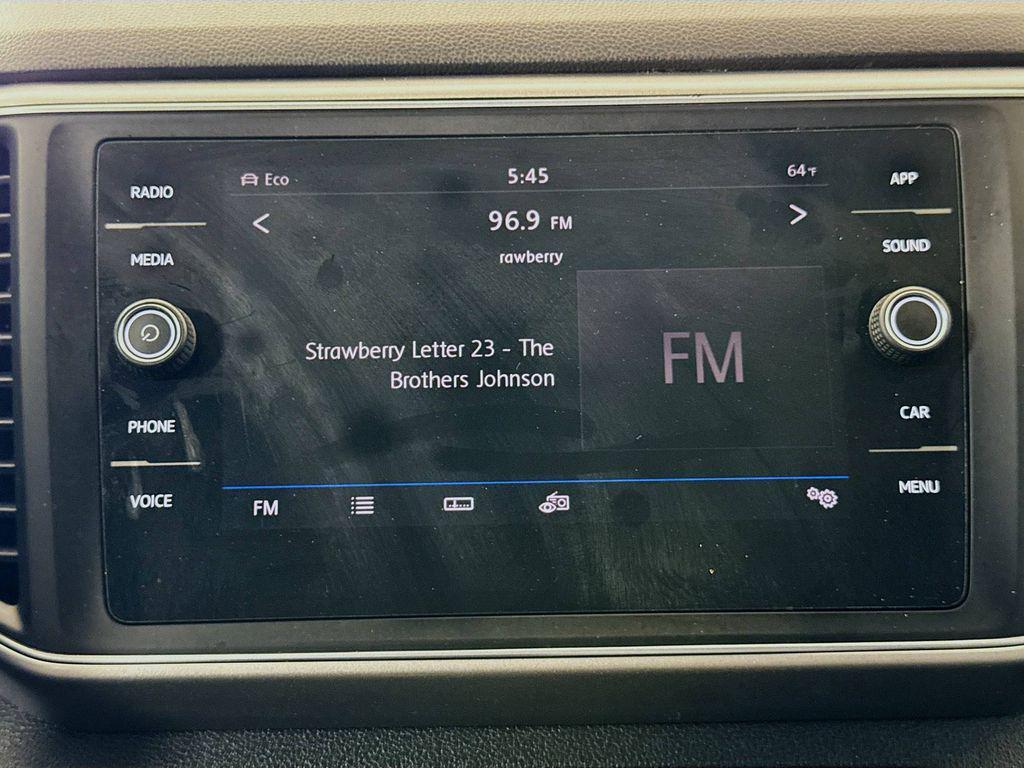 RADIO
MEDIA
PHONE
VOICE
Eco
5:45
64°F
96.9 FM
rawberry
Strawberry Letter 23 - The
Brothers Johnson
FM
FM
APP
SOUND
CAR
MENU